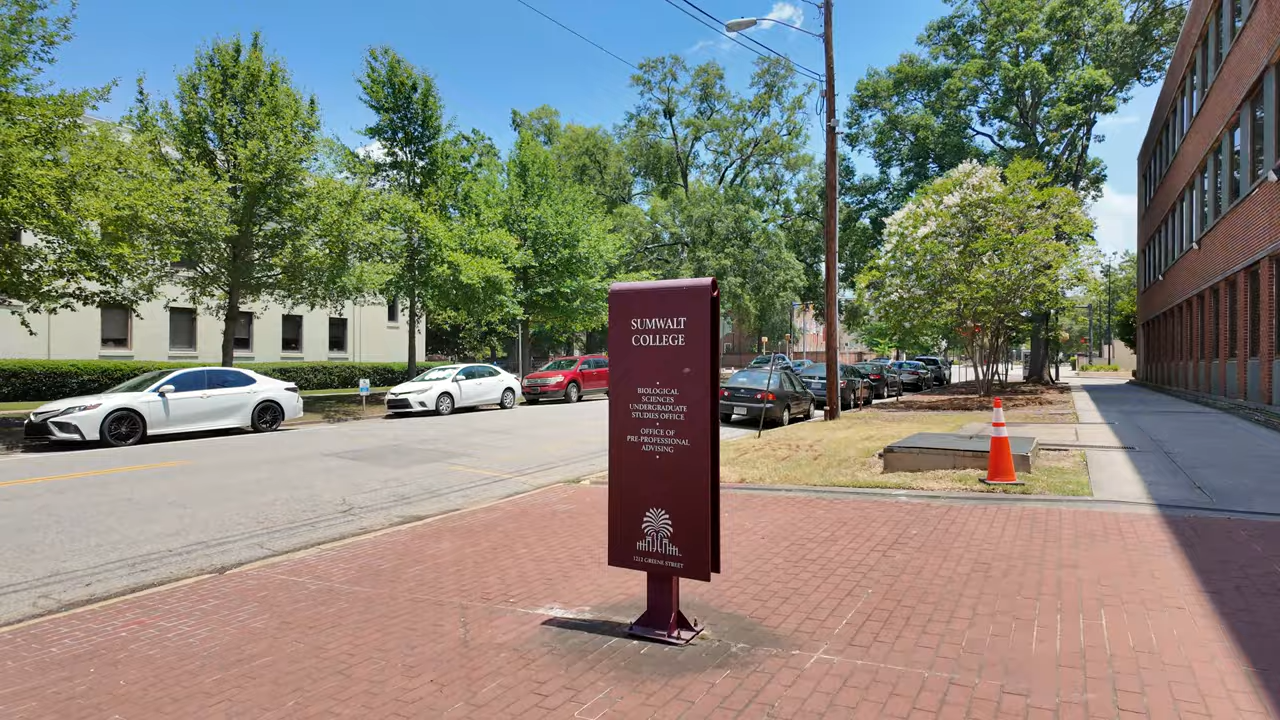 SUMWALT
COLLEGE
BIOLOGICAL
SCIENCES
UNDERGRADUATE
STUDIES OFFICE
OFFICE OF
PRE-PROFESSIONAL
ADVISING
1212 GREENE STREET